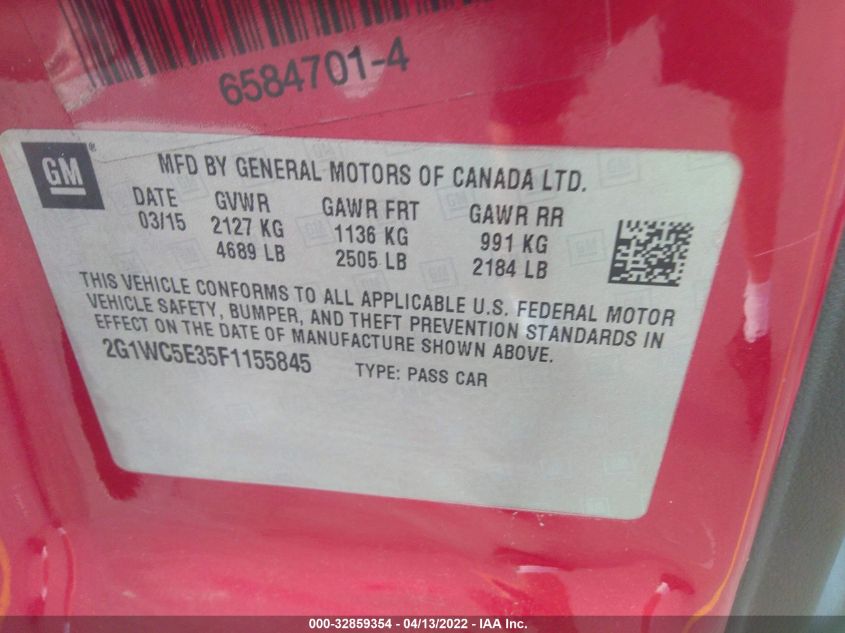 6584701-4
GM®
MFD BY GENERAL MOTORS OF CANADA LTD.
DATE GVWR GAWR FRT GAWR RR
03/15 2127 KG 1136 KG 991 KG
4689 LB 2505 LB 2184 LB
THIS VEHICLE CONFORMS TO ALL APPLICABLE U.S. FEDERAL MOTOR
VEHICLE SAFETY, BUMPER, AND THEFT PREVENTION STANDARDS IN
EFFECT ON THE DATE OF MANUFACTURE SHOWN ABOVE.
2G1WC5E35F1155845 TYPE: PASS CAR
000-32859354 - 04/13/2022 - IAA Inc.